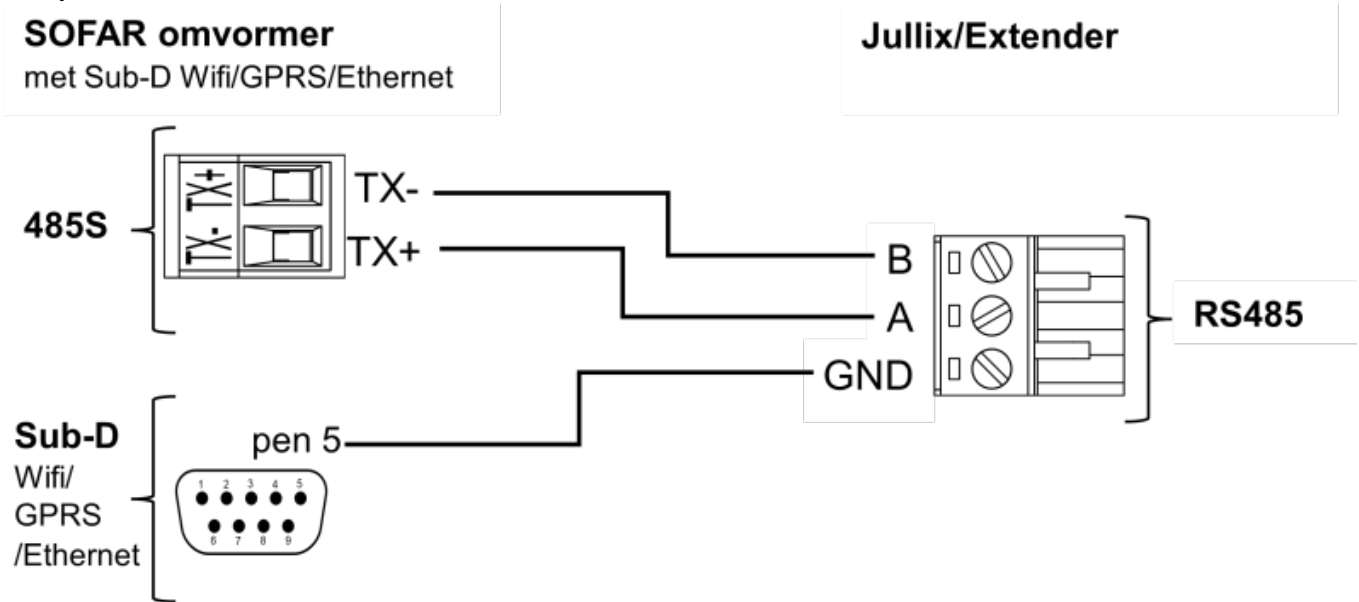 SOFAR omvormer
met Sub-D Wifi/GPRS/Ethernet
Jullix/Extender
485S
TX+
TX-
TX-
TX+
B
A
GND
RS485
Sub-D
Wifi/
GPRS
/Ethernet
pen 5
1 2 3 4 5
6 7 8 9